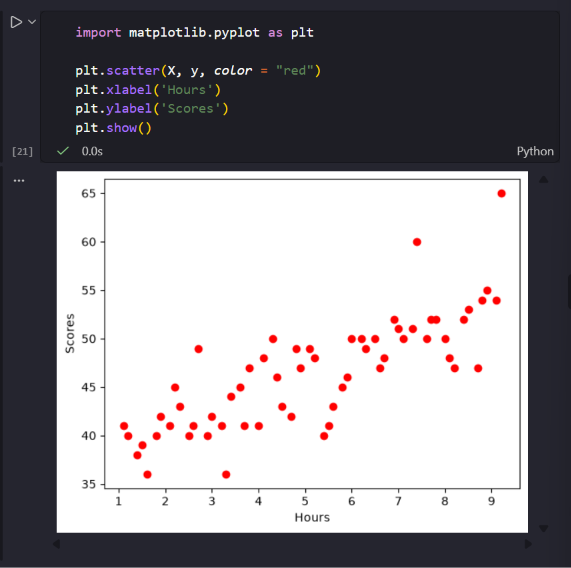 import matplotlib.pyplot as plt
plt.scatter(X, y, color = "red")
plt.xlabel('Hours')
plt.ylabel('Scores')
plt.show()
[21]
0.0s
Python
...
65
60
55
50
45
40
35
Scores
1 2 3 4 5 6 7 8 9
Hours